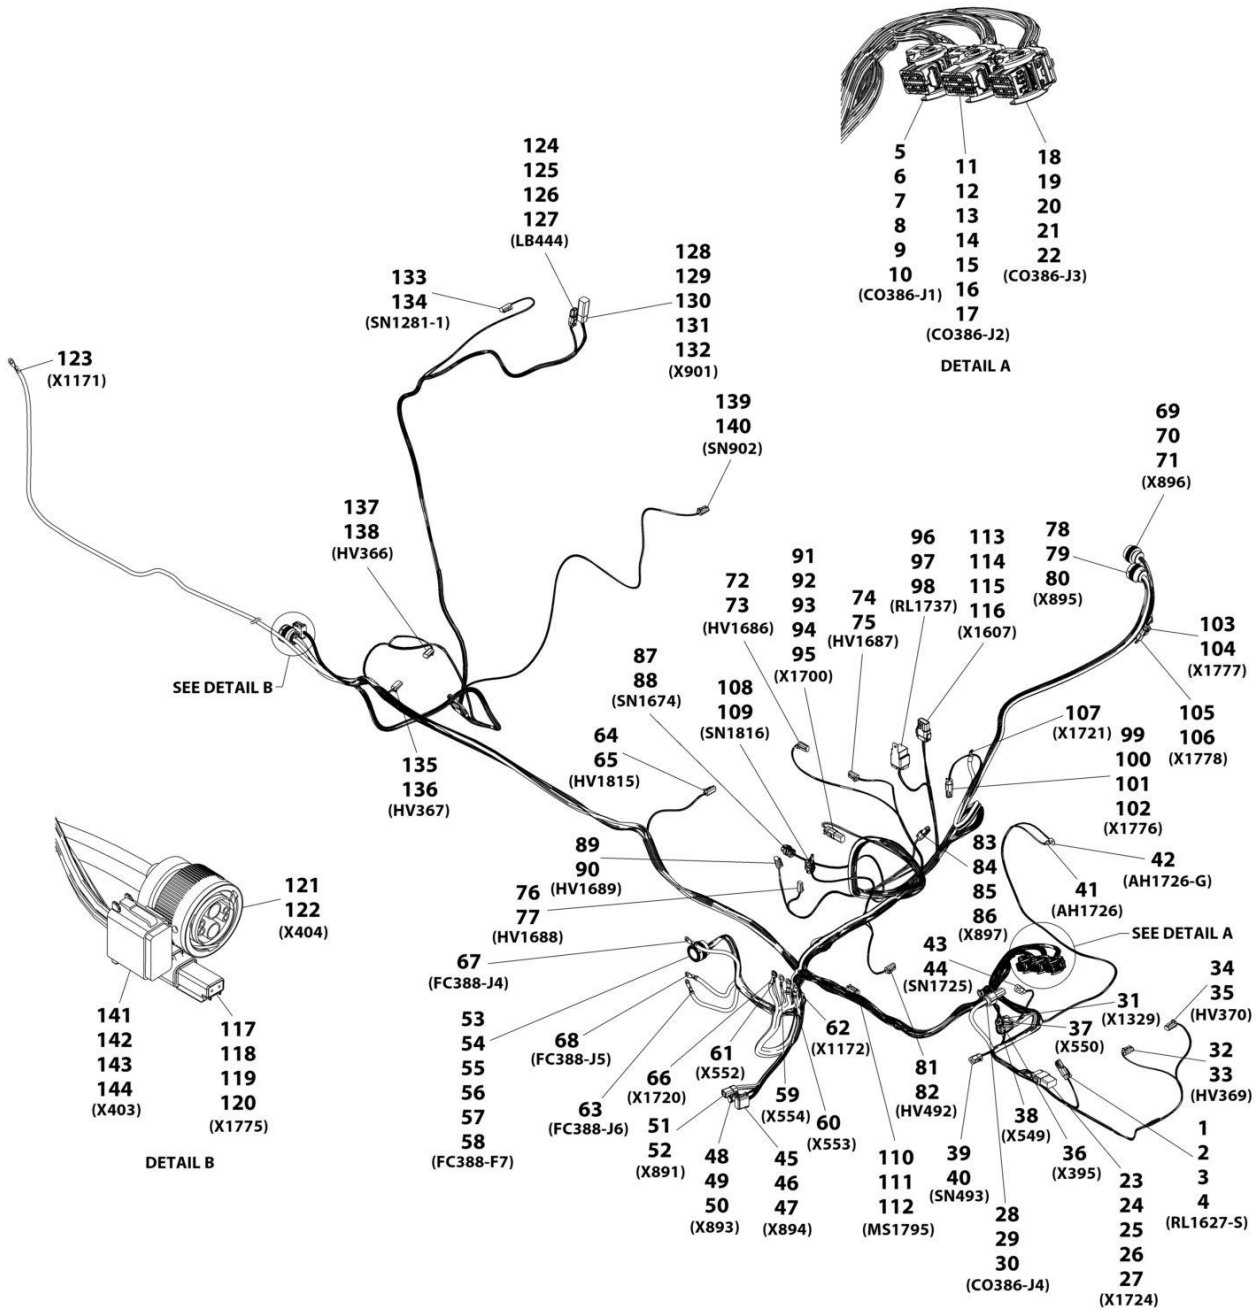 5
6
7
8
9
10
(CO386-J1)
11
12
13
14
15
16
17
(CO386-J2)
18
19
20
21
22
(CO386-J3)
DETAIL A
124
125
126
127
(LB444)
128
129
130
131
132
(X901)
133
134
(SN1281-1)
123
(X1171)
139
140
(SN902)
69
70
71
(X896)
137
138
(HV366)
78
79
80
(X895)
96
97
98
(RL1737)
113
114
115
116
(X1607)
91
92
93
94
95
(X1700)
72
73
(HV1686)
74
75
(HV1687)
103
104
(X1777)
87
88
(SN1674)
108
109
(SN1816)
SEE DETAIL B
105
106
(X1778)
107
(X1721)
99
100
101
102
(X1776)
64
65
(HV1815)
135
136
(HV367)
89
90
(HV1689)
76
77
(HV1688)
83
84
85
86
(X897)
42
(AH1726-G)
41
(AH1726)
121
122
(X404)
SEE DETAIL A
43
44
(SN1725)
67
(FC388-J4)
34
35
(HV370)
31
(X1329)
37
(X550)
32
33
(HV369)
141
142
143
144
(X403)
117
118
119
120
(X1775)
DETAIL B
53
54
55
56
57
58
(FC388-F7)
68
(FC388-J5)
61
(X552)
62
(X1172)
66
(X1720)
63
(FC388-J6)
59
(X554)
60
(X553)
81
82
(HV492)
38
(X549)
36
(X395)
1
2
3
4
(RL1627-S)
51
52
(X891)
48
49
50
(X893)
45
46
47
(X894)
110
111
112
(MS1795)
39
40
(SN493)
28
29
30
(CO386-J4)
23
24
25
26
27
(X1724)